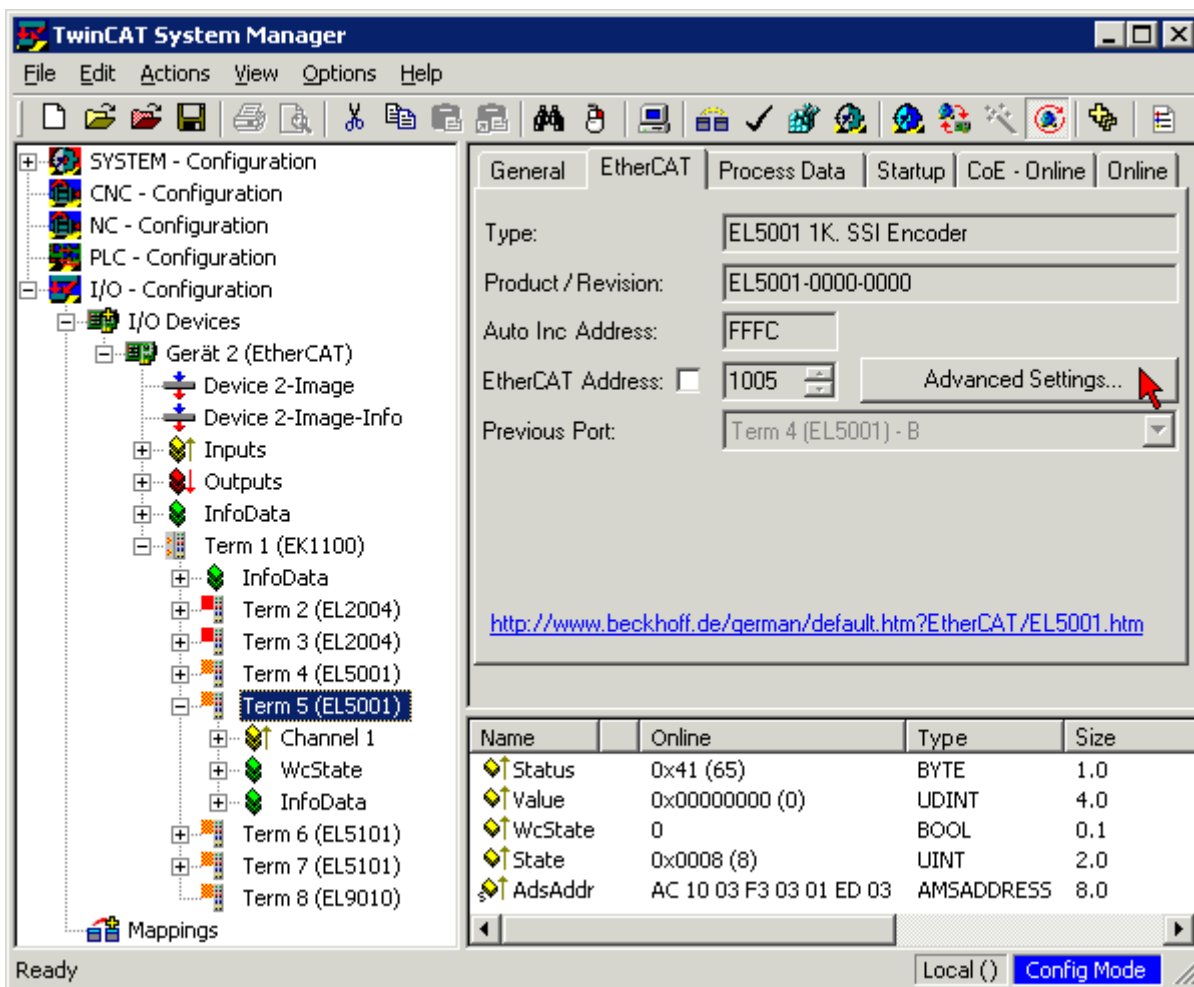 TwinCAT System Manager
File Edit Actions View Options Help
SYSTEM - Configuration
CNC - Configuration
NC - Configuration
PLC - Configuration
I/O - Configuration
I/O Devices
Gerät 2 (EtherCAT)
Device 2-Image
Device 2-Image-Info
Inputs
Outputs
InfoData
Term 1 (EK1100)
InfoData
Term 2 (EL2004)
Term 3 (EL2004)
Term 4 (EL5001)
Term 5 (EL5001)
Channel 1
WcState
InfoData
Term 6 (EL5101)
Term 7 (EL5101)
Term 8 (EL9010)
Mappings
General EtherCAT Process Data Startup CoE - Online Online
Type: EL5001 1K. SSI Encoder
Product / Revision: EL5001-0000-0000
Auto Inc Address: FFFC
EtherCAT Address: 1005 Advanced Settings...
Previous Port: Term 4 (EL5001) - B
http://www.beckhoff.de/german/default.htm?EtherCAT/EL5001.htm
Name Online Type Size
Status 0x41 (65) BYTE 1.0
Value 0x00000000 (0) UDINT 4.0
WcState 0 BOOL 0.1
State 0x0008 (8) UINT 2.0
AdsAddr AC 10 03 F3 03 01 ED 03 AMSADDRESS 8.0
Ready Local () Config Mode